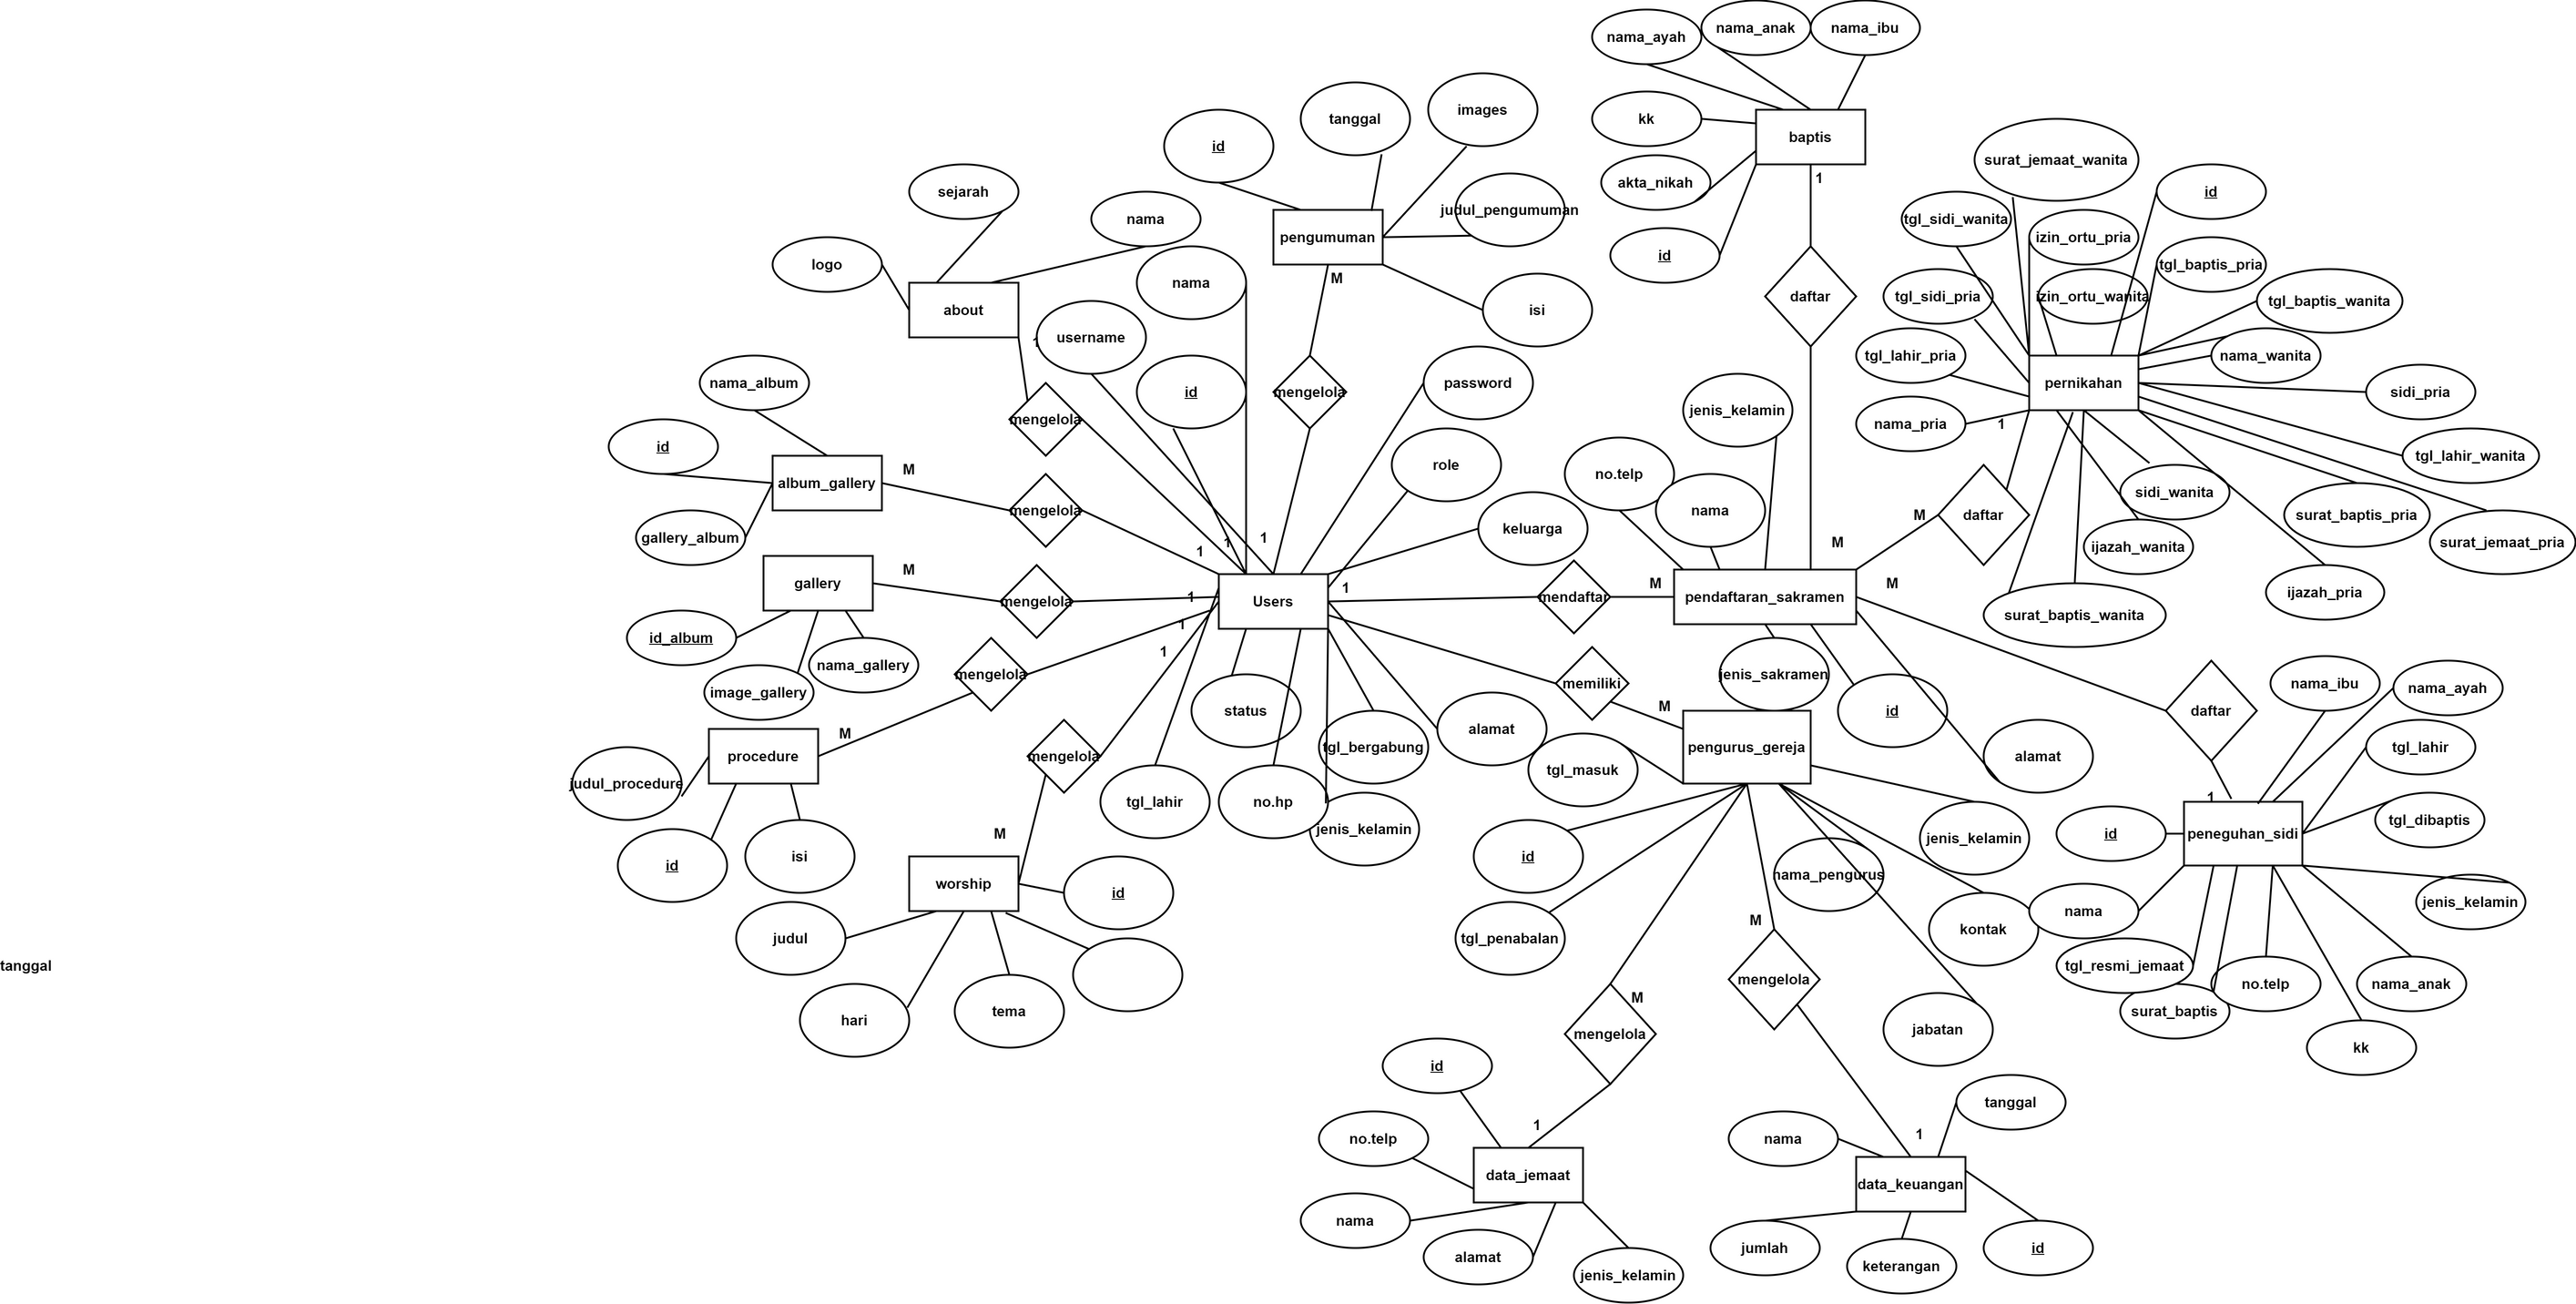 nama_ayah
nama_anak
nama_ibu
kk
baptis
akta_nikah
id
1
daftar
id
tanggal
images
judul_pengumuman
pengumuman
isi
M
mengelola
1
sejarah
nama
logo
about
1
mengelola
1
nama
username
id
password
role
keluarga
Users
status
tgl_lahir
no.hp
tgl_bergabung
jenis_kelamin
alamat
nama_album
id
album_gallery
gallery_album
M
mengelola
1
gallery
M
mengelola
1
id_album
image_gallery
nama_gallery
procedure
M
mengelola
1
judul_procedure
id
isi
worship
M
mengelola
1
id
judul
hari
tema
tanggal
1
mendaftar
M
pendaftaran_sakramen
no.telp
nama
jenis_kelamin
jenis_sakramen
id
alamat
M
M
daftar
1
M
surat_jemaat_wanita
id
tgl_sidi_wanita
izin_ortu_pria
tgl_baptis_pria
tgl_sidi_pria
izin_ortu_wanita
tgl_baptis_wanita
tgl_lahir_pria
nama_wanita
pernikahan
sidi_pria
nama_pria
tgl_lahir_wanita
sidi_wanita
surat_baptis_pria
ijazah_wanita
surat_jemaat_pria
surat_baptis_wanita
ijazah_pria
daftar
1
nama_ibu
nama_ayah
tgl_lahir
id
peneguhan_sidi
tgl_dibaptis
nama
jenis_kelamin
tgl_resmi_jemaat
surat_baptis
no.telp
nama_anak
kk
memiliki
M
pengurus_gereja
tgl_masuk
id
tgl_penabalan
nama_pengurus
jenis_kelamin
kontak
jabatan
M
mengelola
M
mengelola
1
1
id
no.telp
data_jemaat
nama
alamat
jenis_kelamin
tanggal
nama
data_keuangan
jumlah
keterangan
id